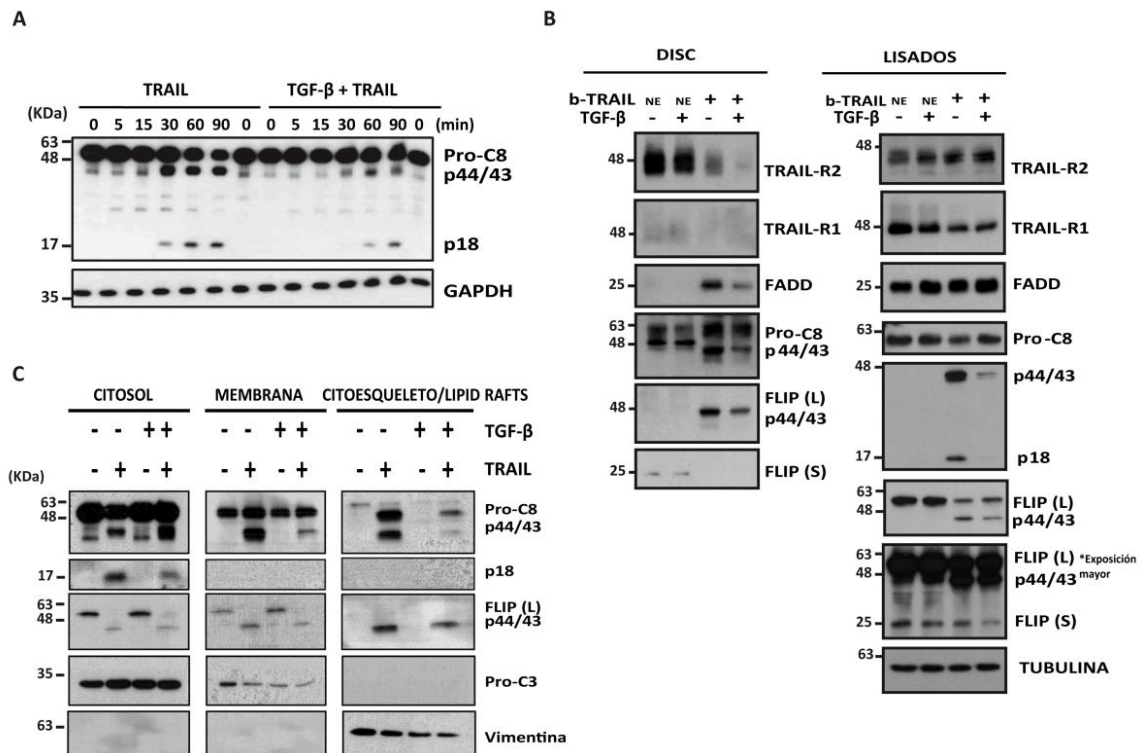 A
TRAIL TGF-β + TRAIL
(KDa) 0 5 15 30 60 90 0 0 5 15 30 60 90 0 (min)
63
48
Pro-C8
p44/43
17
p18
35
GAPDH
B
DISC
b-TRAIL NE NE + +
TGF-β - + - +
48
TRAIL-R2
48
TRAIL-R1
25
FADD
63
48
Pro-C8
p 44/43
48
FLIP (L)
p44/43
25
FLIP (S)
LISADOS
b-TRAIL NE NE + +
TGF-β - + - +
48
TRAIL-R2
48
TRAIL-R1
25
FADD
63
Pro-C8
48
p44/43
17
p18
63
48
FLIP (L)
p44/43
63
48
FLIP (L) *Exposición
p44/43 mayor
25
FLIP (S)
63
TUBULINA
C
CITOSOL MEMBRANA CITOESQUELETO/LIPID RAFTS
- - + + - - + + - - + + TGF-β
- + - + - + - + - + - + TRAIL
(KDa)
63
48
Pro-C8
p44/43
17
p18
63
48
FLIP (L)
p44/43
35
Pro-C3
63
Vimentina